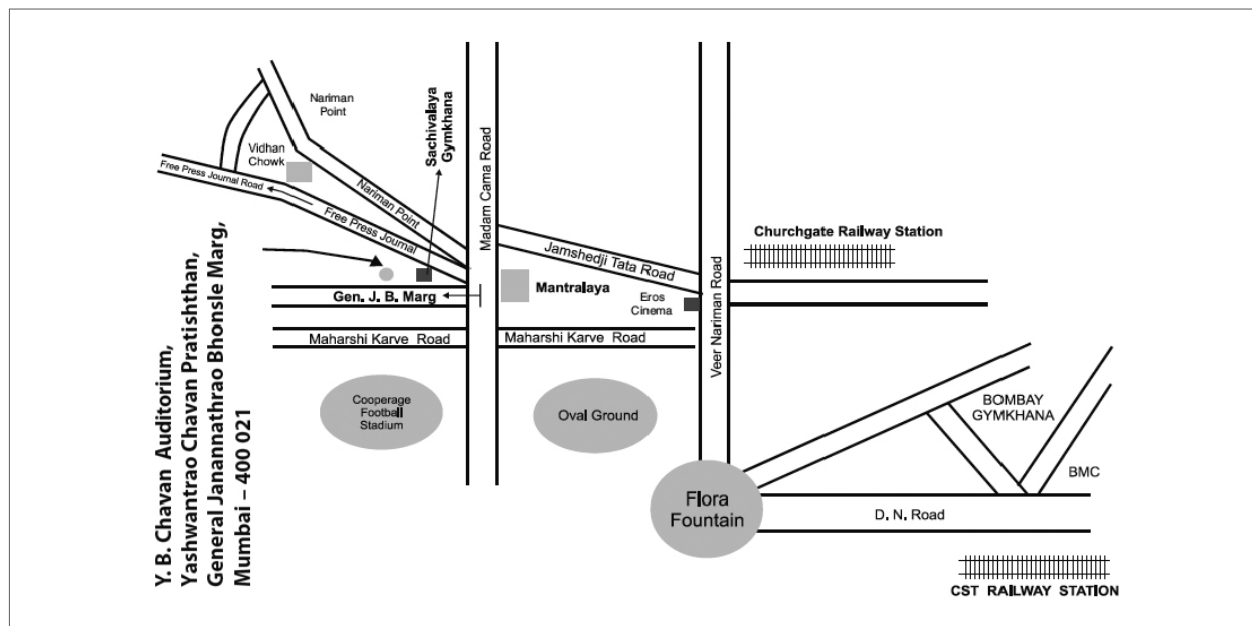 Nariman
Point
Vidhan
Chowk
Free Press Journal Road
Nariman Point
Free Press Journal
Sachivalaya
Gymkhana
Madam Cama Road
Jamshedji Tata Road
Veer Nariman Road
Churchgate Railway Station
Gen. J. B. Marg
Mantralaya
Eros
Cinema
Maharshi Karve Road
Maharshi Karve Road
Cooperage
Football
Stadium
Oval Ground
BOMBAY
GYMKHANA
BMC
Flora
Fountain
D. N. Road
CST RAILWAY STATION
Y. B. Chavan Auditorium,
Yashwantrao Chavan Pratishthan,
General Janannathrao Bhonsle Marg,
Mumbai – 400 021